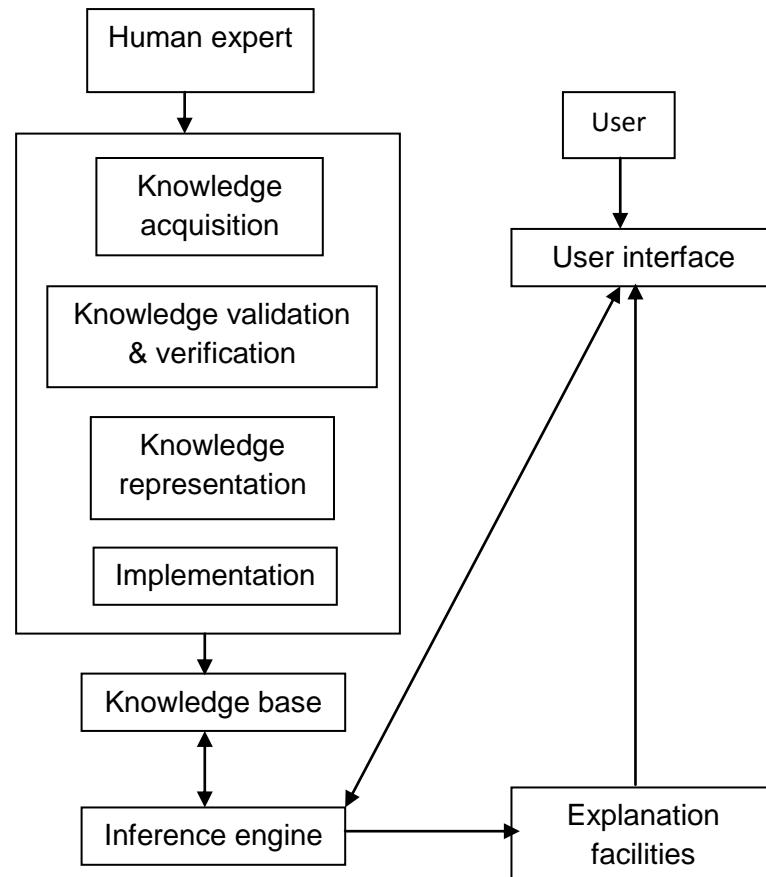 Human expert
User
Knowledge
acquisition
User interface
Knowledge validation
& verification
Knowledge
representation
Implementation
Knowledge base
Inference engine
Explanation
facilities